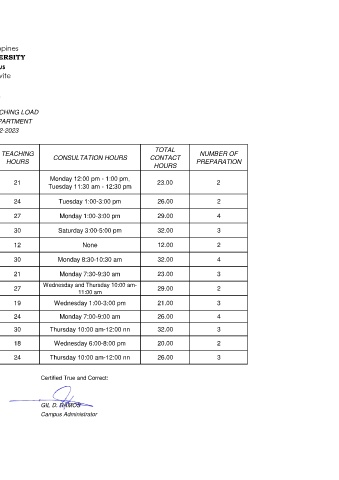 ppines
ERSITY
us
vite
CHING LOAD
PARTMENT
2-2023
TEACHING HOURS CONSULTATION HOURS TOTAL CONTACT HOURS NUMBER OF PREPARATION
21 Monday 12:00 pm - 1:00 pm, Tuesday 11:30 am - 12:30 pm 23.00 2
24 Tuesday 1:00-3:00 pm 26.00 2
27 Monday 1:00-3:00 pm 29.00 4
30 Saturday 3:00-5:00 pm 32.00 3
12 None 12.00 2
30 Monday 8:30-10:30 am 32.00 4
21 Monday 7:30-9:30 am 23.00 3
27 Wednesday and Thursday 10:00 am-11:00 am 29.00 2
19 Wednesday 1:00-3:00 pm 21.00 3
24 Monday 7:00-9:00 am 26.00 4
30 Thursday 10:00 am-12:00 nn 32.00 3
18 Wednesday 6:00-8:00 pm 20.00 2
24 Thursday 10:00 am-12:00 nn 26.00 3
Certified True and Correct:
GIL D. RAMOS
Campus Administrator